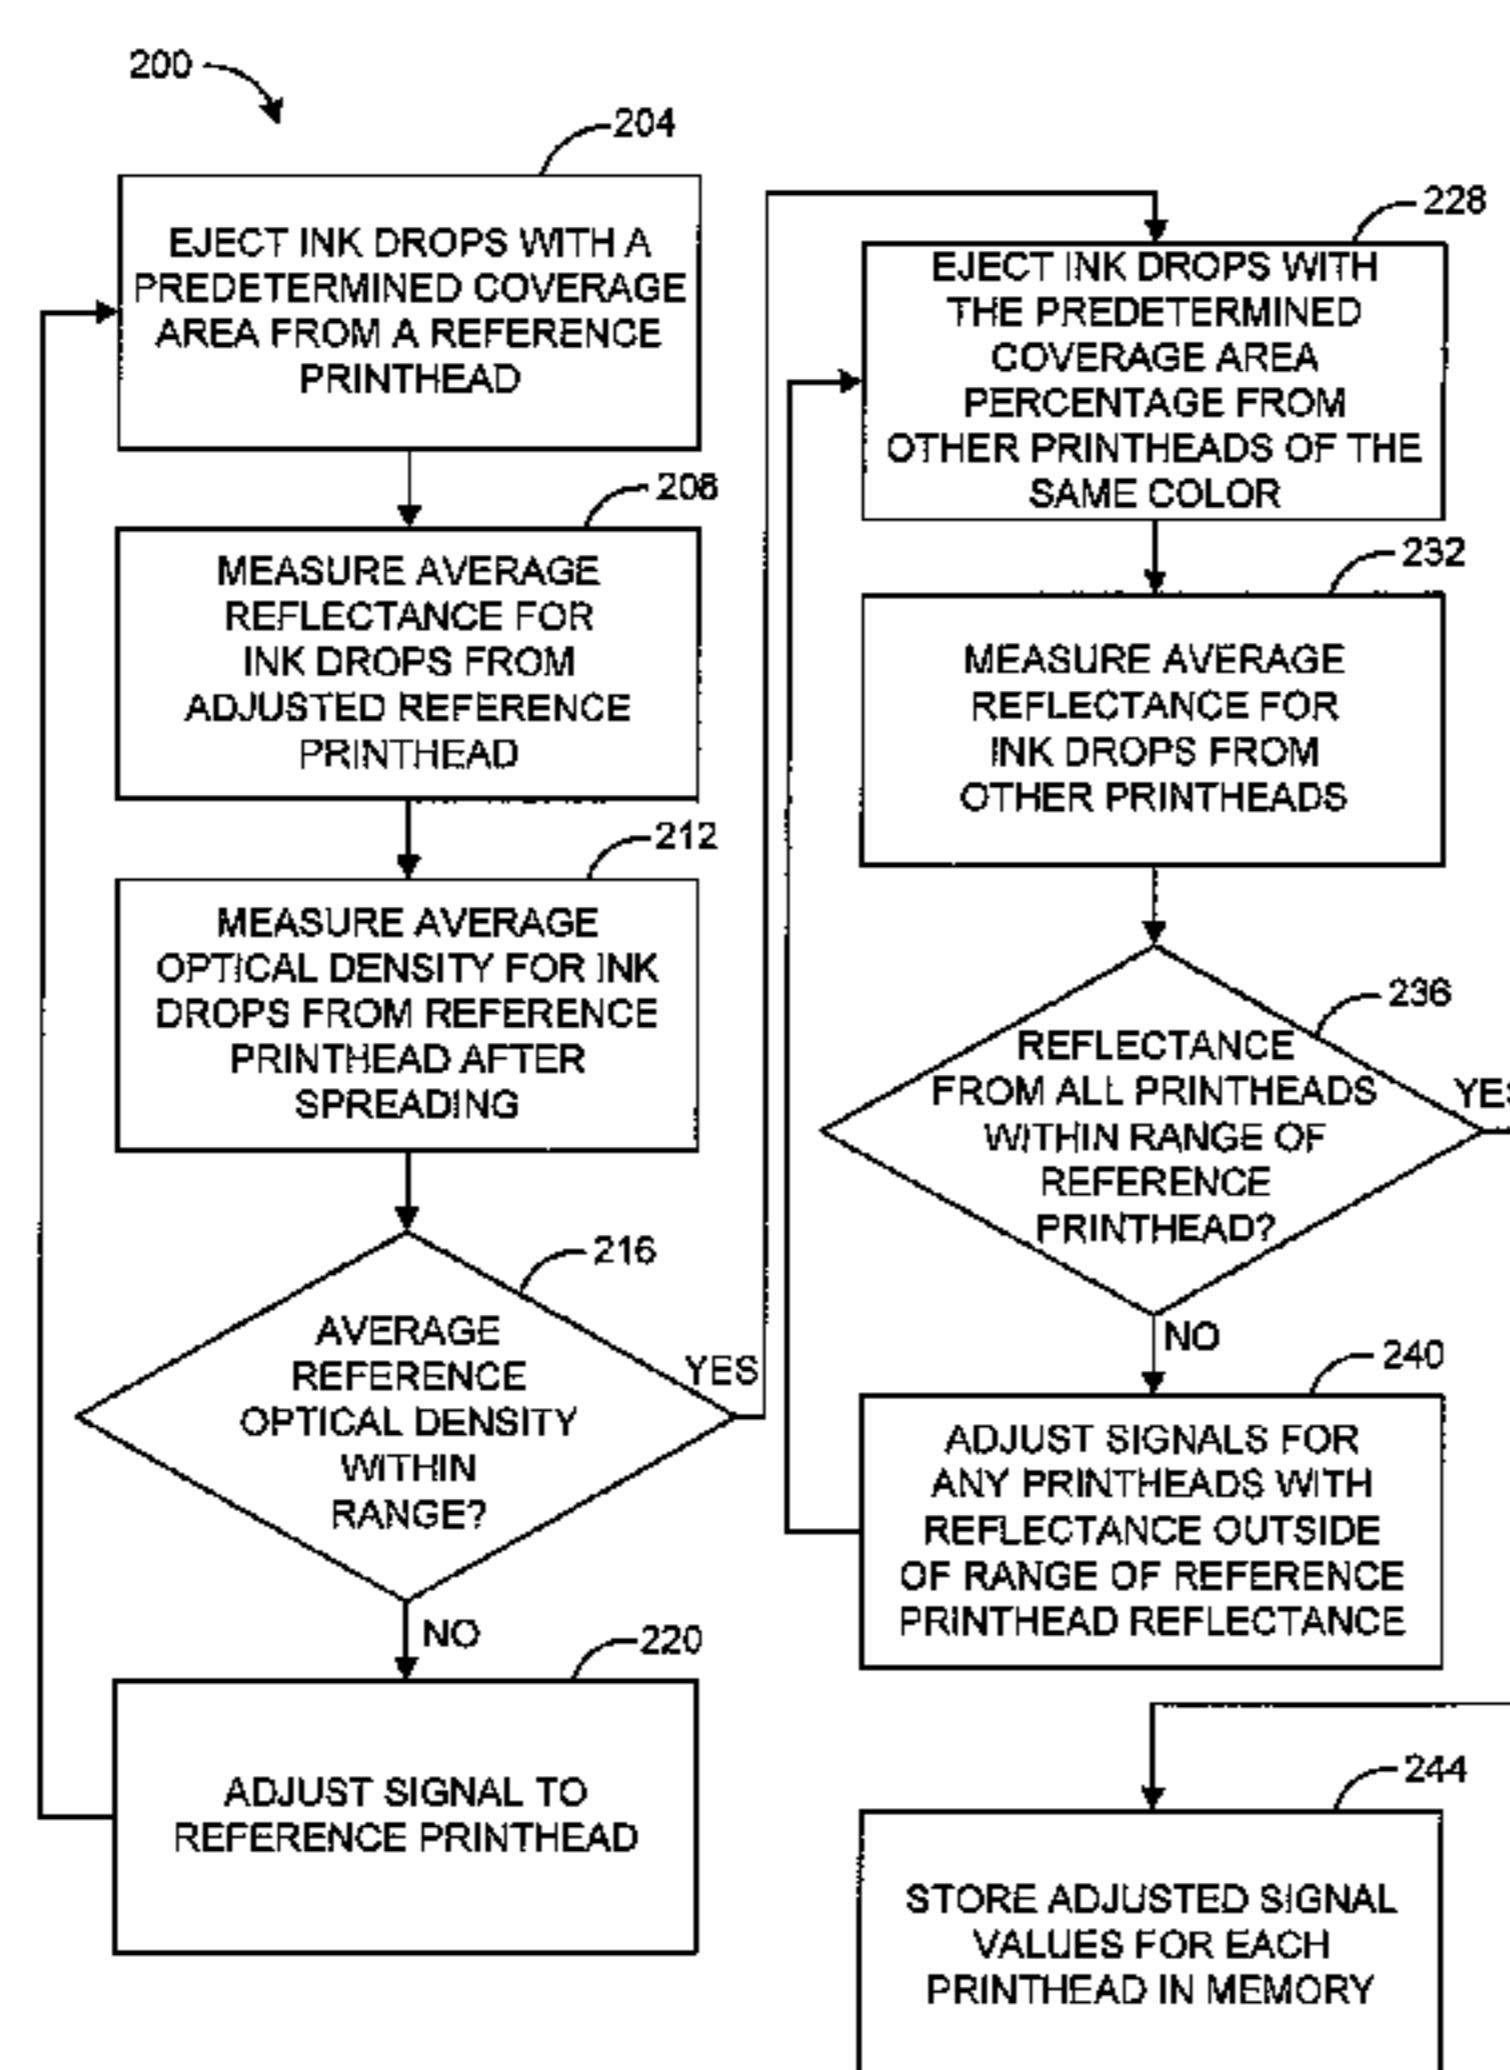 200
204
EJECT INK DROPS WITH A
PREDETERMINED COVERAGE
AREA FROM A REFERENCE
PRINTHEAD
208
MEASURE AVERAGE
REFLECTANCE FOR
INK DROPS FROM
ADJUSTED REFERENCE
PRINTHEAD
212
MEASURE AVERAGE
OPTICAL DENSITY FOR INK
DROPS FROM REFERENCE
PRINTHEAD AFTER
SPREADING
216
AVERAGE
REFERENCE
OPTICAL DENSITY
WITHIN
RANGE?
YES
NO
220
ADJUST SIGNAL TO
REFERENCE PRINTHEAD
228
EJECT INK DROPS WITH
THE PREDETERMINED
COVERAGE AREA
PERCENTAGE FROM
OTHER PRINTHEADS OF THE
SAME COLOR
232
MEASURE AVERAGE
REFLECTANCE FOR
INK DROPS FROM
OTHER PRINTHEADS
236
REFLECTANCE
FROM ALL PRINTHEADS
WITHIN RANGE OF
REFERENCE
PRINTHEAD?
YES
NO
240
ADJUST SIGNALS FOR
ANY PRINTHEADS WITH
REFLECTANCE OUTSIDE
OF RANGE OF REFERENCE
PRINTHEAD REFLECTANCE
244
STORE ADJUSTED SIGNAL
VALUES FOR EACH
PRINTHEAD IN MEMORY